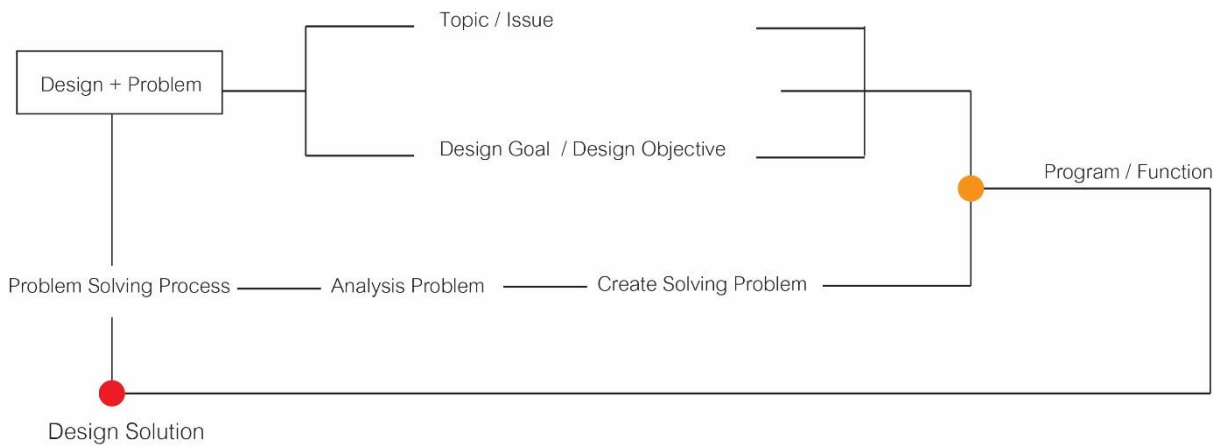 Topic / Issue
Design + Problem
Design Goal / Design Objective
Program / Function
Problem Solving Process
Analysis Problem
Create Solving Problem
Design Solution